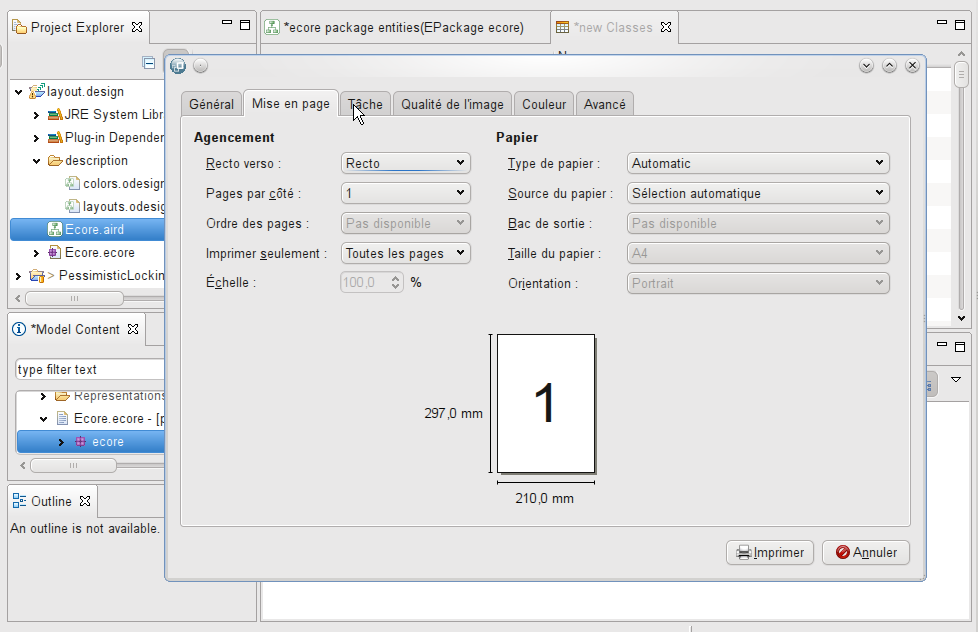 Project Explorer
*ecore package entities(EPackage ecore)
*new Classes
layout.design
JRE System Libr
Plug-in Depender
description
colors.odesign
layouts.odesig
Ecore.aird
Ecore.ecore
> PessimisticLockin
*Model Content
type filter text
Representations
Ecore.ecore - [p
ecore
Outline
An outline is not available.
Général
Mise en page
Tâche
Qualité de l'image
Couleur
Avancé
Agencement
Recto verso :
Recto
Pages par côté :
1
Ordre des pages :
Pas disponible
Imprimer seulement :
Toutes les pages
Échelle :
100,0
%
Papier
Type de papier :
Automatic
Source du papier :
Sélection automatique
Bac de sortie :
Pas disponible
Taille du papier :
A4
Orientation :
Portrait
1
297,0 mm
210,0 mm
Imprimer
Annuler